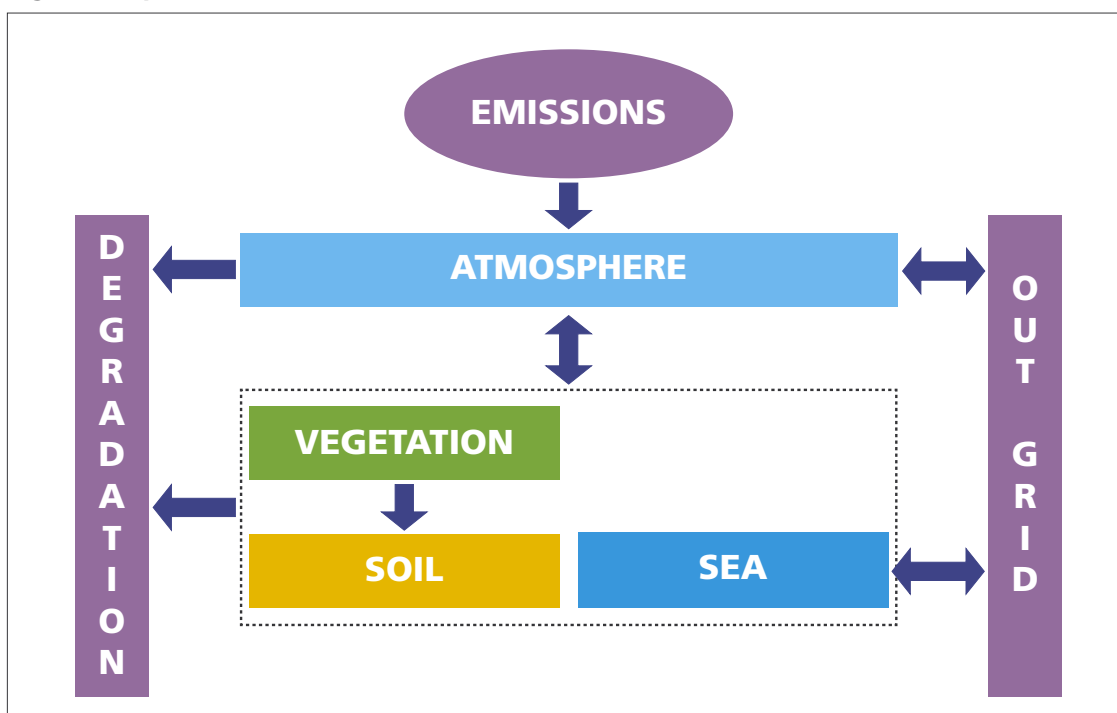 EMISSIONS
ATMOSPHERE
DEGRADATION
OUT GRID
VEGETATION
SOIL
SEA